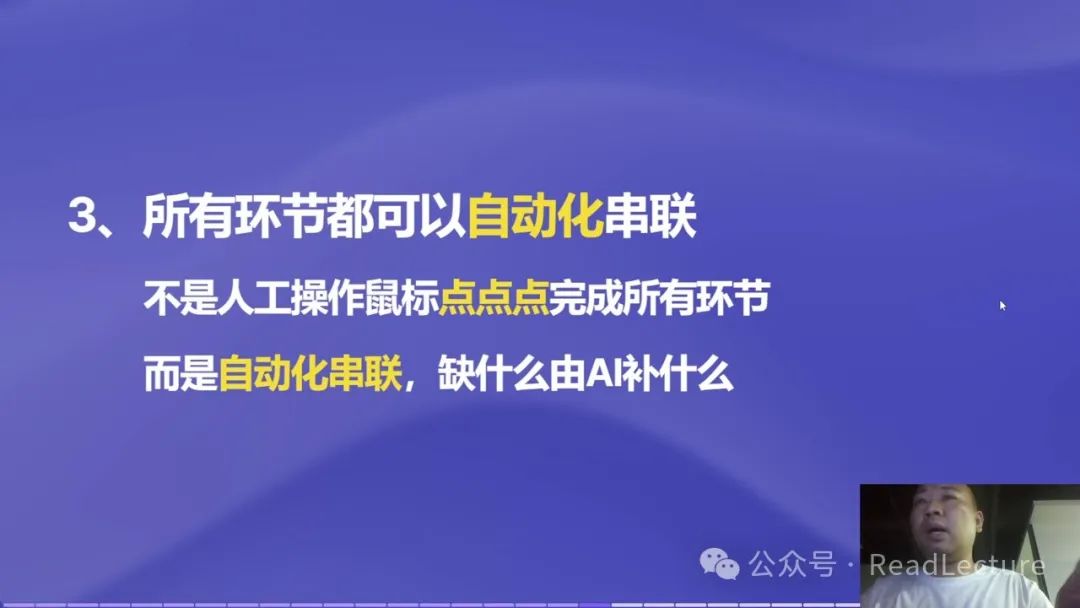 3、所有环节都可以自动化串联
不是人工操作鼠标点点点完成所有环节
而是自动化串联，缺什么由AI补什么
公众号 · ReadLecture